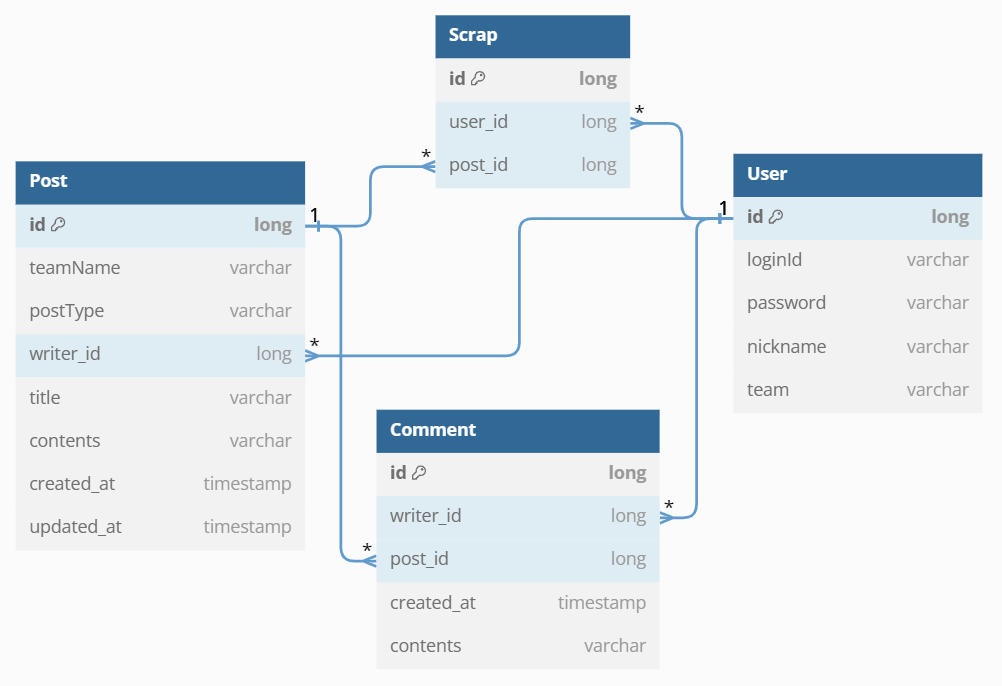 Scrap
id long
user_id long
post_id long
*
*
Post
id long
teamName varchar
postType varchar
writer_id long
title varchar
contents varchar
created_at timestamp
updated_at timestamp
1
*
User
id long
loginId varchar
password varchar
nickname varchar
team varchar
1
Comment
id long
writer_id long
post_id long
created_at timestamp
contents varchar
*
*